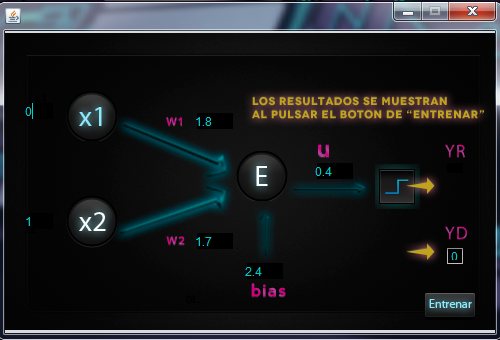 LOS RESULTADOS SE MUESTRAN
AL PULSAR EL BOTON DE “ENTRENAR”
0
x1
W1 1.8
u
0.4
YR
E
1
x2
W2 1.7
YD
0
2.4
bias
Entrenar